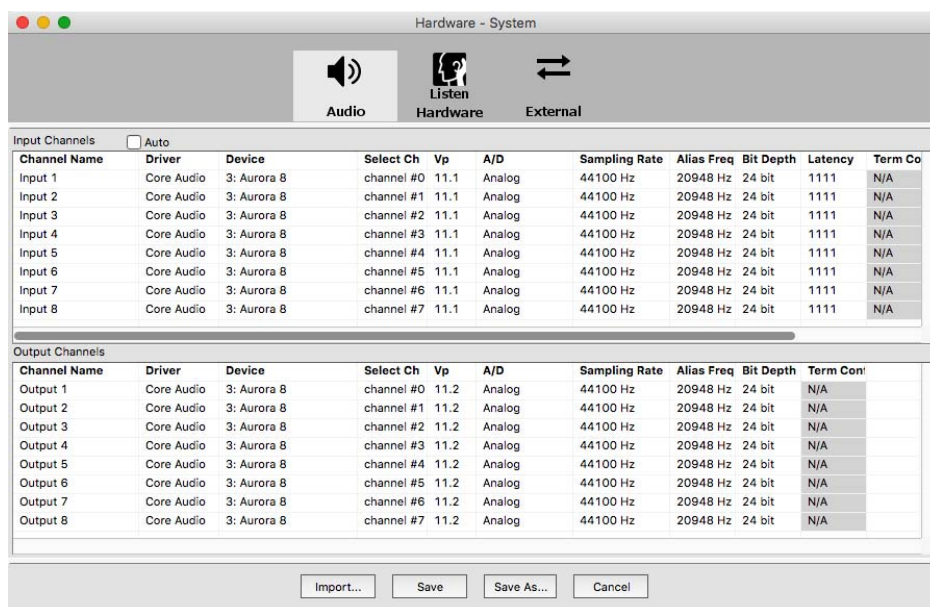 Hardware - System
Audio
Listen
Hardware
External
Input Channels Auto
Channel Name Driver Device Select Ch Vp A/D Sampling Rate Alias Freq Bit Depth Latency Term Co
Input 1 Core Audio 3: Aurora 8 channel #0 11.1 Analog 44100 Hz 20948 Hz 24 bit 1111 N/A
Input 2 Core Audio 3: Aurora 8 channel #1 11.1 Analog 44100 Hz 20948 Hz 24 bit 1111 N/A
Input 3 Core Audio 3: Aurora 8 channel #2 11.1 Analog 44100 Hz 20948 Hz 24 bit 1111 N/A
Input 4 Core Audio 3: Aurora 8 channel #3 11.1 Analog 44100 Hz 20948 Hz 24 bit 1111 N/A
Input 5 Core Audio 3: Aurora 8 channel #4 11.1 Analog 44100 Hz 20948 Hz 24 bit 1111 N/A
Input 6 Core Audio 3: Aurora 8 channel #5 11.1 Analog 44100 Hz 20948 Hz 24 bit 1111 N/A
Input 7 Core Audio 3: Aurora 8 channel #6 11.1 Analog 44100 Hz 20948 Hz 24 bit 1111 N/A
Input 8 Core Audio 3: Aurora 8 channel #7 11.1 Analog 44100 Hz 20948 Hz 24 bit 1111 N/A
Output Channels
Channel Name Driver Device Select Ch Vp A/D Sampling Rate Alias Freq Bit Depth Term Conf
Output 1 Core Audio 3: Aurora 8 channel #0 11.2 Analog 44100 Hz 20948 Hz 24 bit N/A
Output 2 Core Audio 3: Aurora 8 channel #1 11.2 Analog 44100 Hz 20948 Hz 24 bit N/A
Output 3 Core Audio 3: Aurora 8 channel #2 11.2 Analog 44100 Hz 20948 Hz 24 bit N/A
Output 4 Core Audio 3: Aurora 8 channel #3 11.2 Analog 44100 Hz 20948 Hz 24 bit N/A
Output 5 Core Audio 3: Aurora 8 channel #4 11.2 Analog 44100 Hz 20948 Hz 24 bit N/A
Output 6 Core Audio 3: Aurora 8 channel #5 11.2 Analog 44100 Hz 20948 Hz 24 bit N/A
Output 7 Core Audio 3: Aurora 8 channel #6 11.2 Analog 44100 Hz 20948 Hz 24 bit N/A
Output 8 Core Audio 3: Aurora 8 channel #7 11.2 Analog 44100 Hz 20948 Hz 24 bit N/A
Import... Save Save As... Cancel